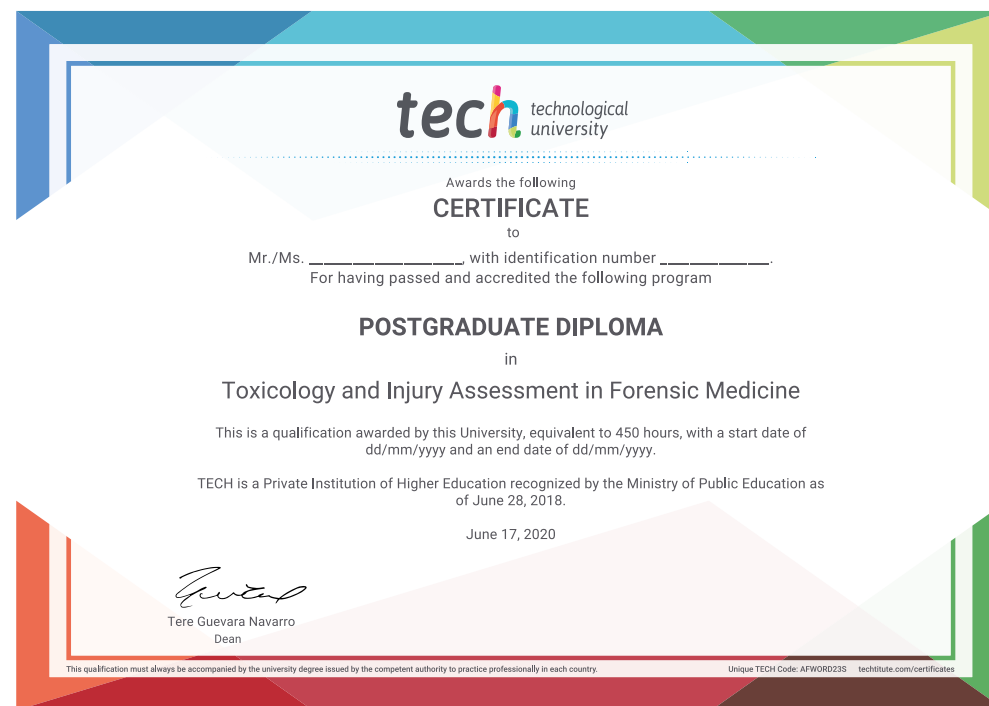 tech technological
university
Awards the following
CERTIFICATE
to
Mr./Ms. ____________________, with identification number ______________.
For having passed and accredited the following program
POSTGRADUATE DIPLOMA
in
Toxicology and Injury Assessment in Forensic Medicine
This is a qualification awarded by this University, equivalent to 450 hours, with a start date of
dd/mm/yyyy and an end date of dd/mm/yyyy.
TECH is a Private Institution of Higher Education recognized by the Ministry of Public Education as
of June 28, 2018.
June 17, 2020
Tere Guevara Navarro
Dean
This qualification must always be accompanied by the university degree issued by the competent authority to practice professionally in each country. Unique TECH Code: AFWORD23S techtitute.com/certificates